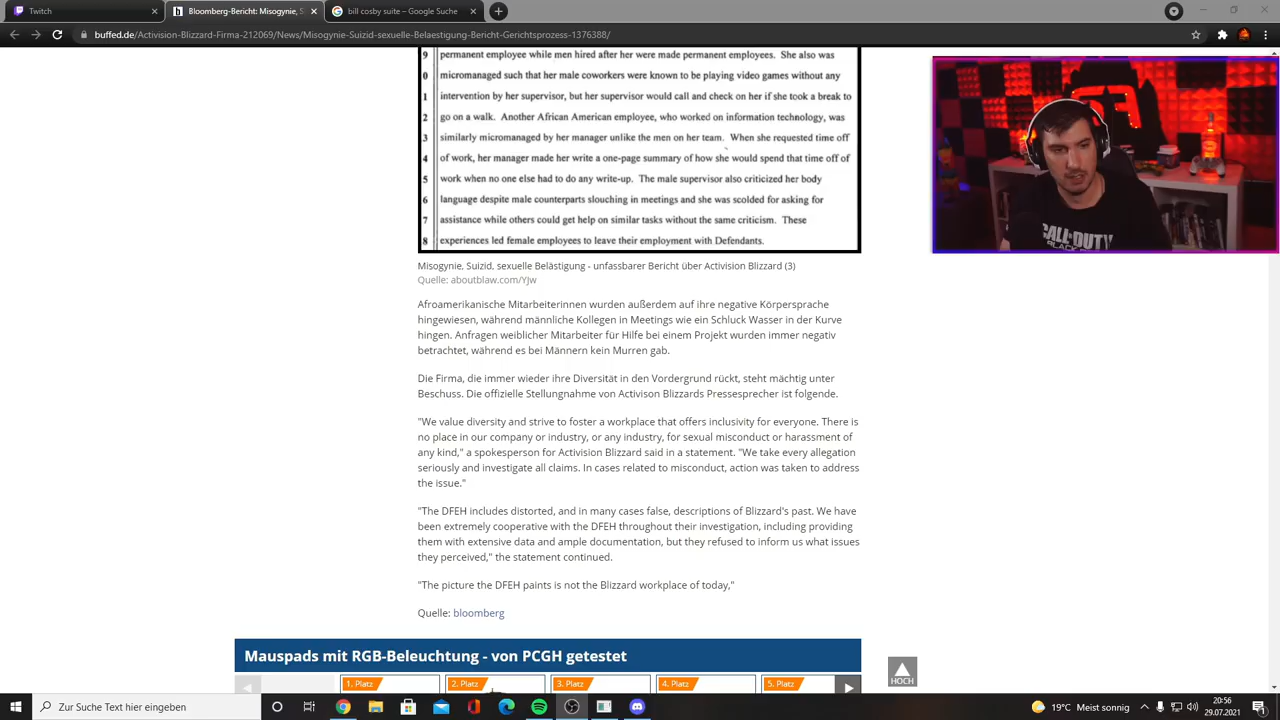 Twitch
Bloomberg-Bericht: Misogynie, S
bill cosby suite – Google Suche
buffed.de/Activision-Blizzard-Firma-212069/News/Misogynie-Suizid-sexuelle-Belaestigung-Bericht-Gerichtsprozess-1376388/
9 permanent employee while men hired after her were made permanent employees. She also was
0 micromanaged such that her male coworkers were known to be playing video games without any
1 intervention by her supervisor, but her supervisor would call and check on her if she took a break to
2 go on a walk. Another African American employee, who worked on information technology, was
3 similarly micromanaged by her manager unlike the men on her team. When she requested time off
4 of work, her manager made her write a one-page summary of how she would spend that time off of
5 work when no one else had to do any write-up. The male supervisor also criticized her body
6 language despite male counterparts slouching in meetings and she was scolded for asking for
7 assistance while others could get help on similar tasks without the same criticism. These
8 experiences led female employees to leave their employment with Defendants.
CALL OF DUTY
BLACK OPS
Misogynie, Suizid, sexuelle Belästigung - unfassbarer Bericht über Activision Blizzard (3)
Quelle: aboutblaw.com/YJw
Afroamerikanische Mitarbeiterinnen wurden außerdem auf ihre negative Körpersprache
hingewiesen, während männliche Kollegen in Meetings wie ein Schluck Wasser in der Kurve
hingen. Anfragen weiblicher Mitarbeiter für Hilfe bei einem Projekt wurden immer negativ
betrachtet, während es bei Männern kein Murren gab.
Die Firma, die immer wieder ihre Diversität in den Vordergrund rückt, steht mächtig unter
Beschuss. Die offizielle Stellungnahme von Activison Blizzards Pressesprecher ist folgende.
"We value diversity and strive to foster a workplace that offers inclusivity for everyone. There is
no place in our company or industry, or any industry, for sexual misconduct or harassment of
any kind," a spokesperson for Activision Blizzard said in a statement. "We take every allegation
seriously and investigate all claims. In cases related to misconduct, action was taken to address
the issue."
"The DFEH includes distorted, and in many cases false, descriptions of Blizzard's past. We have
been extremely cooperative with the DFEH throughout their investigation, including providing
them with extensive data and ample documentation, but they refused to inform us what issues
they perceived," the statement continued.
"The picture the DFEH paints is not the Blizzard workplace of today,"
Quelle: bloomberg
Mauspads mit RGB-Beleuchtung - von PCGH getestet
HOCH
1. Platz
2. Platz
3. Platz
4. Platz
5. Platz
Zur Suche Text hier eingeben
19°C Meist sonnig
20:56
29.07.2021